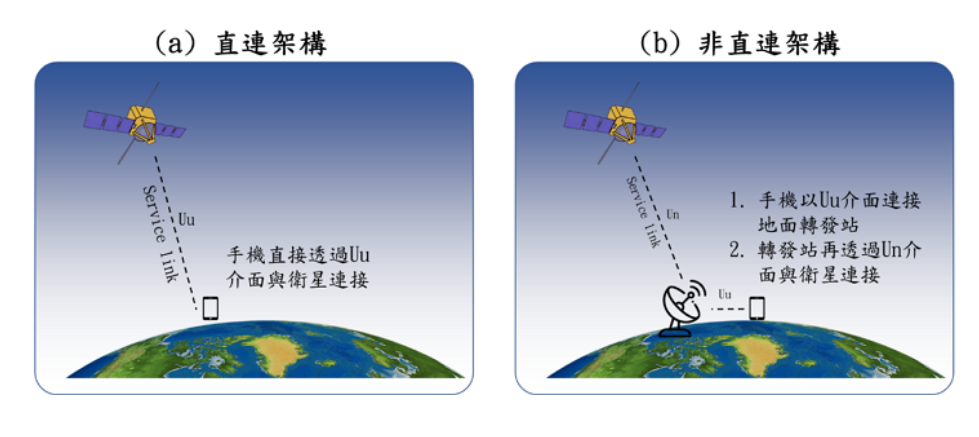 (a) 直連架構
Service link
Uu
手機直接透過Uu
介面與衛星連接
(b) 非直連架構
Service link
Un
1. 手機以Uu介面連接
地面轉發站
2. 轉發站再透過Un介
面與衛星連接
Uu